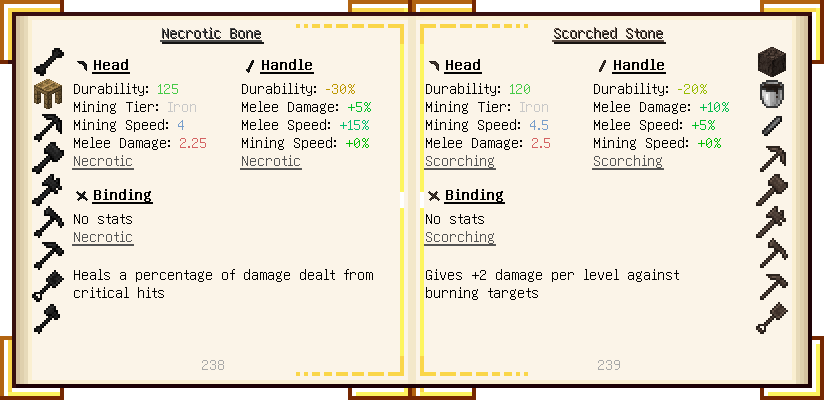 Necrotic Bone
Head
Durability: 125
Mining Tier: Iron
Mining Speed: 4
Melee Damage: 2.25
Necrotic
Handle
Durability: -30%
Melee Damage: +5%
Melee Speed: +15%
Mining Speed: +0%
Necrotic
Binding
No stats
Necrotic
Heals a percentage of damage dealt from
critical hits
238
Scorched Stone
Head
Durability: 120
Mining Tier: Iron
Mining Speed: 4.5
Melee Damage: 2.5
Scorching
Handle
Durability: -20%
Melee Damage: +10%
Melee Speed: +5%
Mining Speed: +0%
Scorching
Binding
No stats
Scorching
Gives +2 damage per level against
burning targets
239